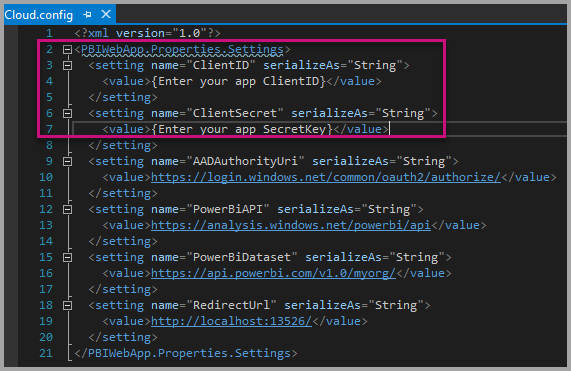 Cloud.config
1 <?xml version="1.0"?>
2 <PBIWebApp.Properties.Settings>
3 <setting name="ClientID" serializeAs="String">
4 <value>{Enter your app ClientID}</value>
5 </setting>
6 <setting name="ClientSecret" serializeAs="String">
7 <value>{Enter your app SecretKey}</value>
8 </setting>
9 <setting name="AADAuthorityUri" serializeAs="String">
10 <value>https://login.windows.net/common/oauth2/authorize/</value>
11 </setting>
12 <setting name="PowerBiAPI" serializeAs="String">
13 <value>https://analysis.windows.net/powerbi/api</value>
14 </setting>
15 <setting name="PowerBiDataset" serializeAs="String">
16 <value>https://api.powerbi.com/v1.0/myorg/</value>
17 </setting>
18 <setting name="RedirectUrl" serializeAs="String">
19 <value>http://localhost:13526/</value>
20 </setting>
21 </PBIWebApp.Properties.Settings>